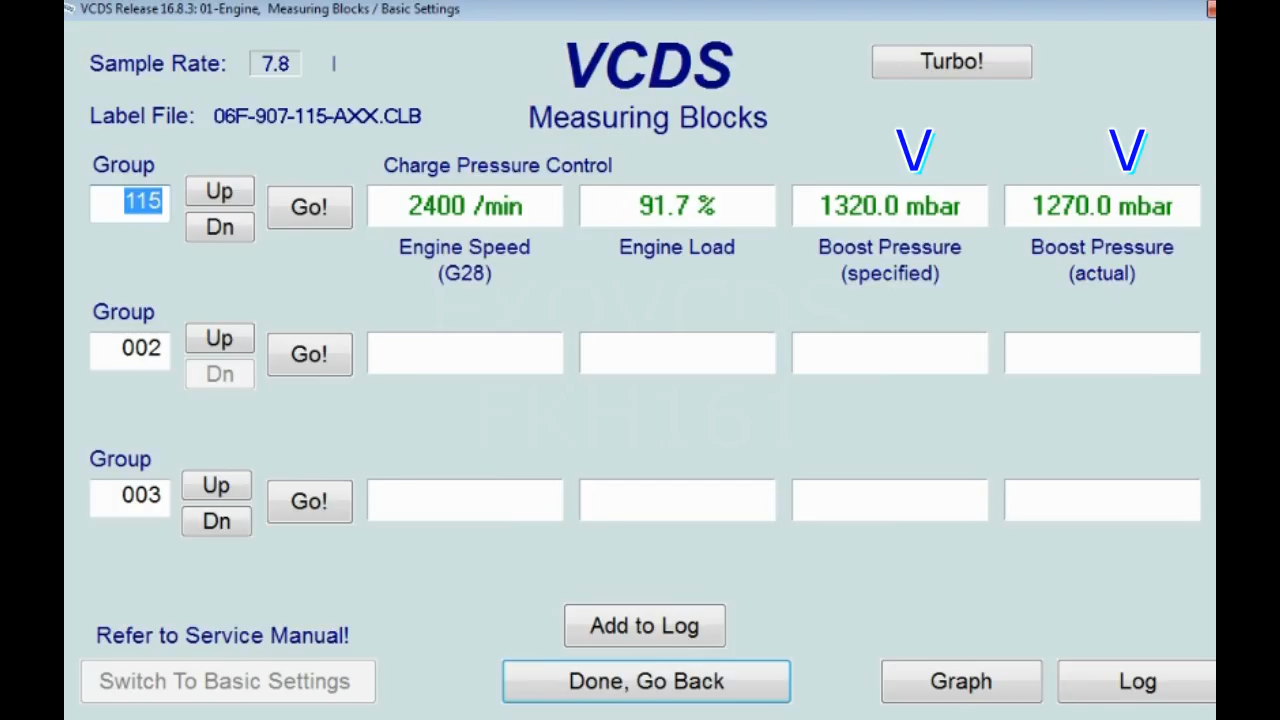 VCDS Release 16.8.3: 01-Engine, Measuring Blocks / Basic Settings
Sample Rate: 7.8
VCDS
Turbo!
Label File: 06F-907-115-AXX.CLB
Measuring Blocks
V V
Group
Charge Pressure Control
115 Up Dn Go! 2400 /min 91.7 % 1320.0 mbar 1270.0 mbar
Engine Speed Engine Load Boost Pressure Boost Pressure
(G28) (specified) (actual)
EXOVCDS
Group
002 Up Dn Go!
FKH161
Group
003 Up Dn Go!
Add to Log
Refer to Service Manual!
Switch To Basic Settings Done, Go Back Graph Log